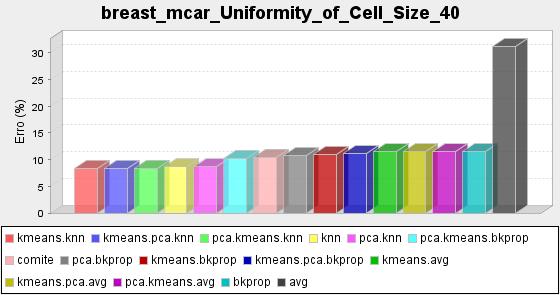 breast_mcar_Uniformity_of_Cell_Size_40
Erro (%)
30
25
20
15
10
5
0
kmeans.knn kmeans.pca.knn pca.kmeans.knn knn pca.knn pca.kmeans.bkprop
comite pca.bkprop kmeans.bkprop kmeans.pca.bkprop kmeans.avg
kmeans.pca.avg pca.kmeans.avg bkprop avg